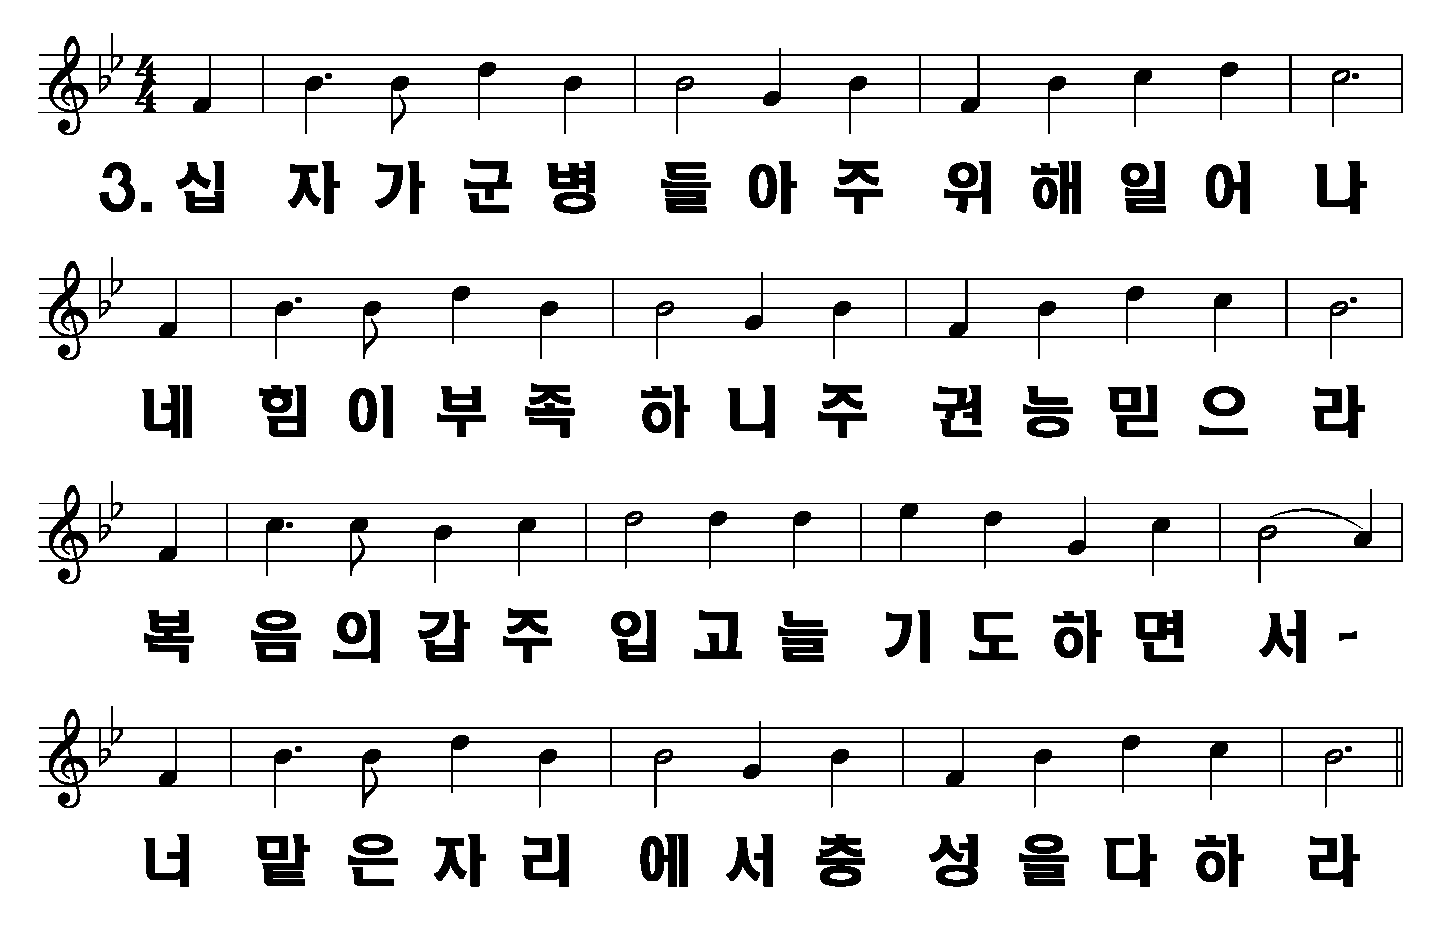 3. 십 자 가 군 병 들 아 주 위 해 일 어 나
네 힘 이 부 족 하 니 주 권 능 믿 으 라
복 음 의 갑 주 입 고 늘 기 도 하 면 서 -
너 맡 은 자 리 에 서 충 성 을 다 하 라